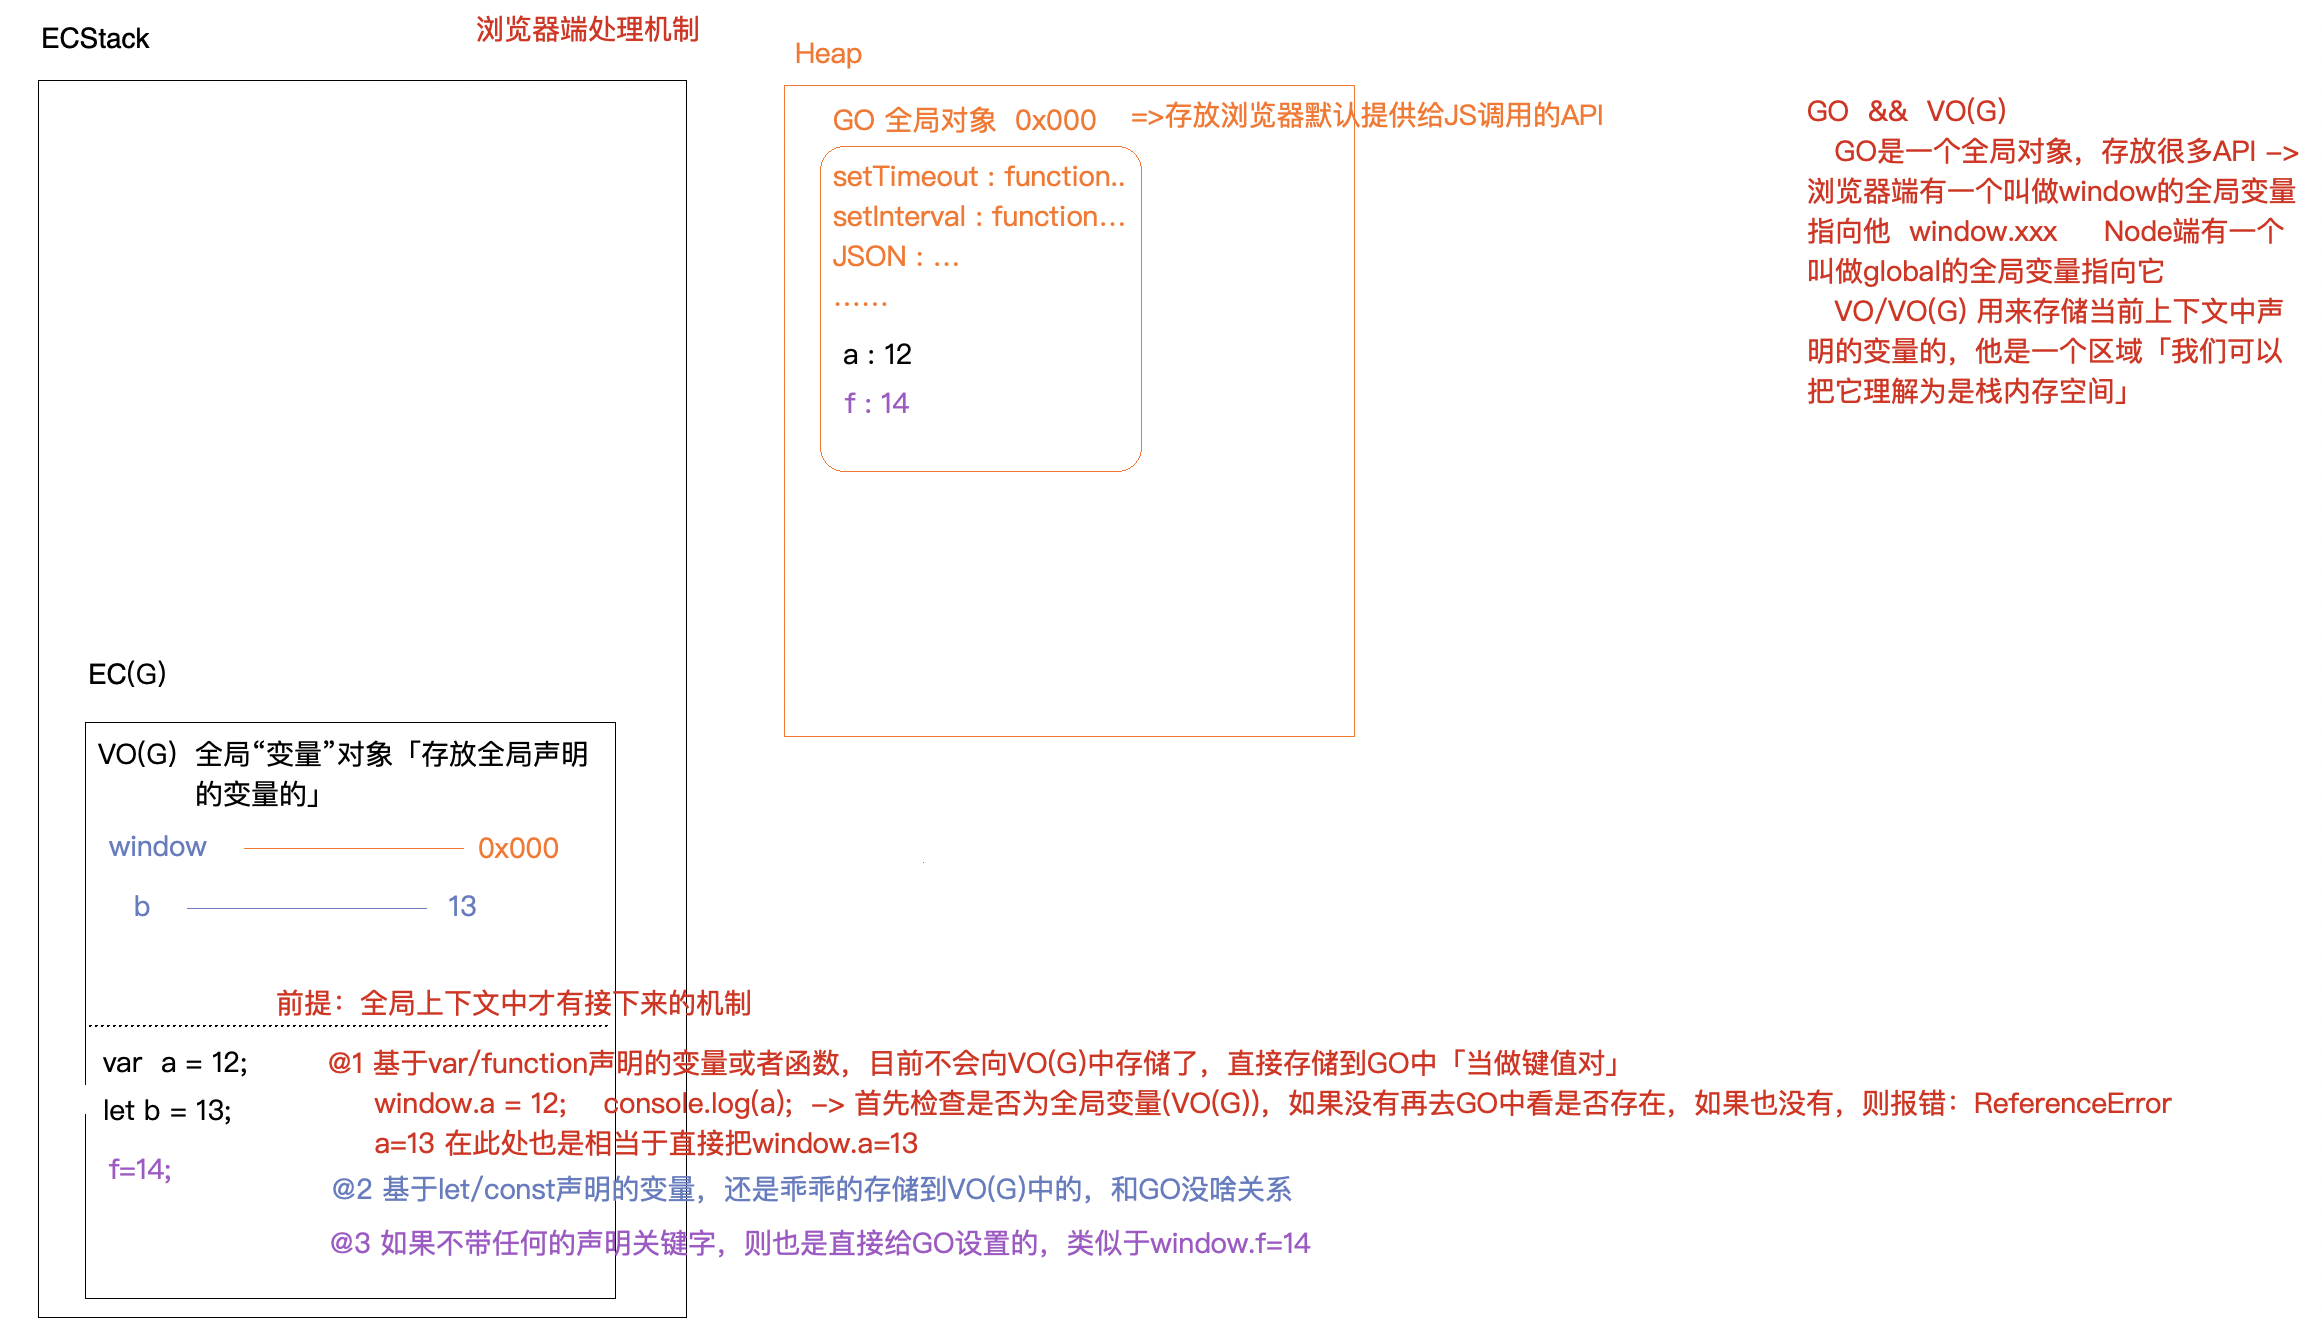 浏览器端处理机制
ECStack
Heap
GO 全局对象 0x000 =>存放浏览器默认提供给JS调用的API
setTimeout : function..
setInterval : function...
JSON : ...
......
a : 12
f : 14
GO && VO(G)
GO是一个全局对象，存放很多API ->
浏览器端有一个叫做window的全局变量
指向他 window.xxx Node端有一个
叫做global的全局变量指向它
VO/VO(G) 用来存储当前上下文中声
明的变量的，他是一个区域「我们可以
把它理解为是栈内存空间」
EC(G)
VO(G) 全局“变量”对象「存放全局声明
的变量的」
window 0x000
b 13
前提：全局上下文中才有接下来的机制
var a = 12;
let b = 13;
f=14;
@1 基于var/function声明的变量或者函数，目前不会向VO(G)中存储了，直接存储到GO中「当做键值对」
window.a = 12; console.log(a); -> 首先检查是否为全局变量(VO(G))，如果没有再去GO中看是否存在，如果也没有，则报错：ReferenceError
a=13 在此处也是相当于直接把window.a=13
@2 基于let/const声明的变量，还是乖乖的存储到VO(G)中的，和GO没啥关系
@3 如果不带任何的声明关键字，则也是直接给GO设置的，类似于window.f=14